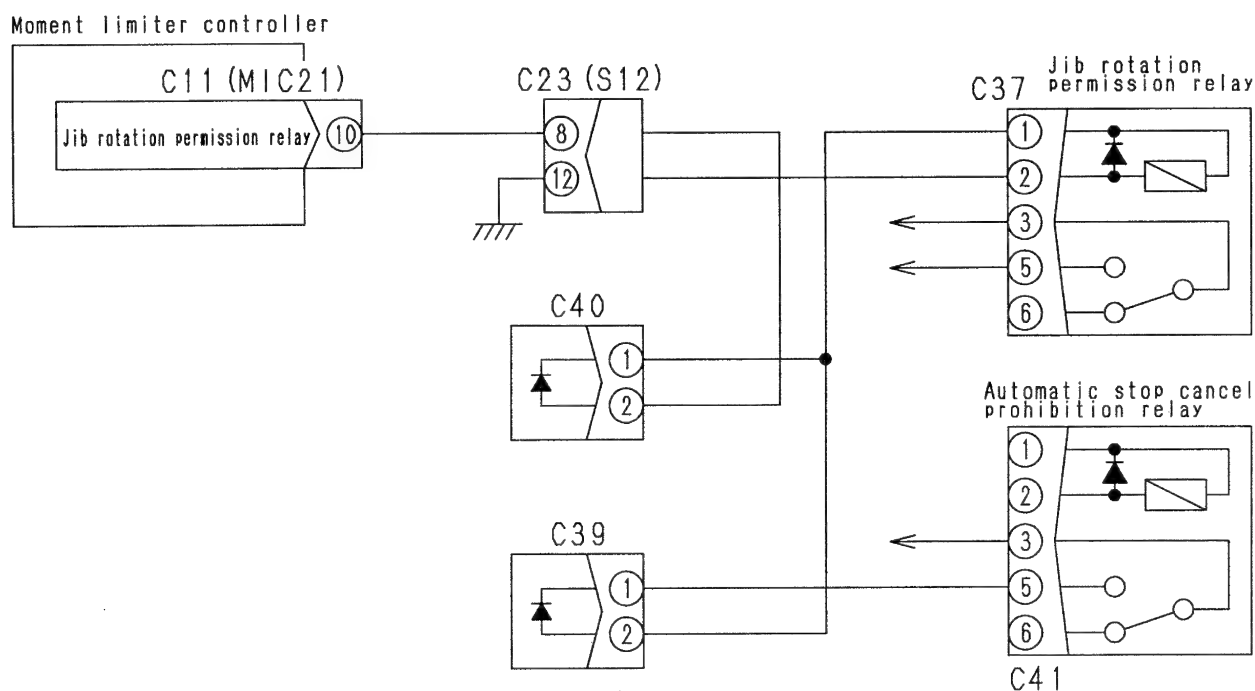 Moment limiter controller
C11 (MIC21)
Jib rotation permission relay
10
C23 (S12)
8
12
C37
Jib rotation
permission relay
1
2
3
5
6
C40
1
2
C39
1
2
Automatic stop cancel
prohibition relay
1
2
3
5
6
C41